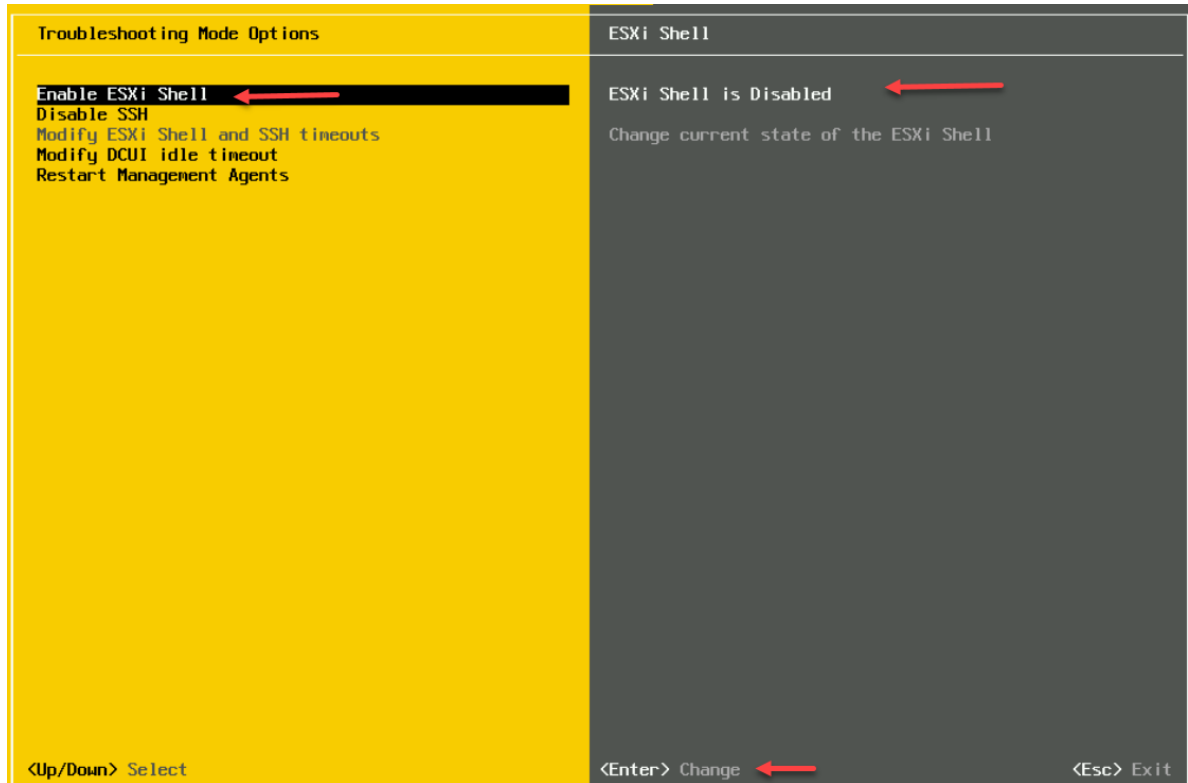 Troubleshooting Mode Options
Enable ESXi Shell
Disable SSH
Modify ESXi Shell and SSH timeouts
Modify DCUI idle timeout
Restart Management Agents
<Up/Down> Select
ESXi Shell
ESXi Shell is Disabled
Change current state of the ESXi Shell
<Enter> Change
<Esc> Exit